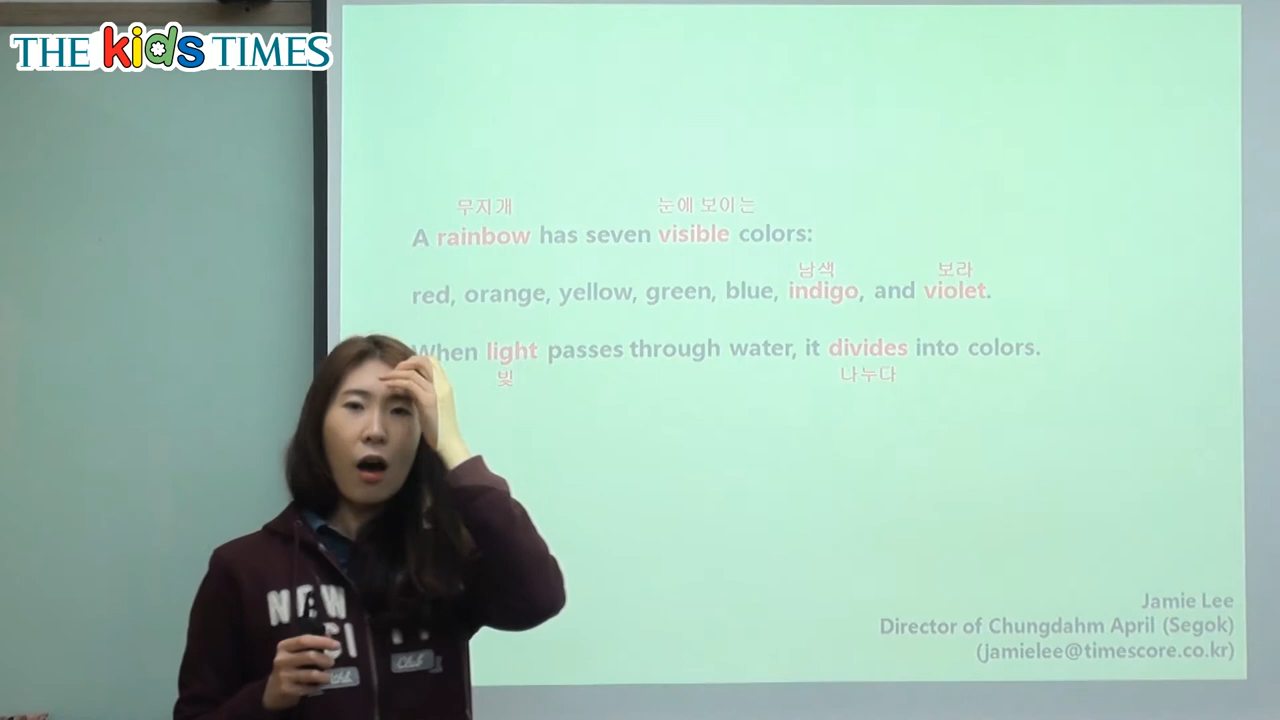 THE kids TIMES
무지개 눈에 보이는
A rainbow has seven visible colors:
남색 보라
red, orange, yellow, green, blue, indigo, and violet.
When light passes through water, it divides into colors.
빛 나누다
Jamie Lee
Director of Chungdahm April (Segok)
(jamielee@timescore.co.kr)
Club